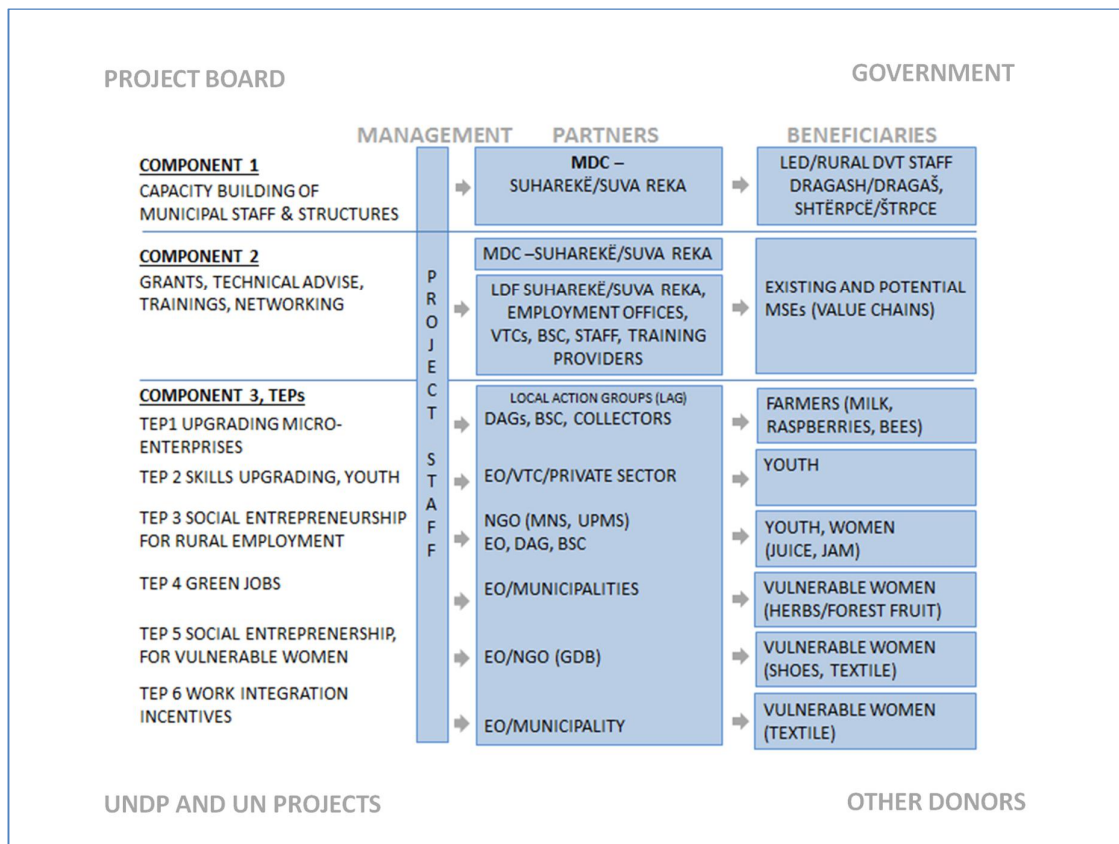 PROJECT BOARD
GOVERNMENT
MANAGEMENT
PARTNERS
BENEFICIARIES
COMPONENT 1
CAPACITY BUILDING OF
MUNICIPAL STAFF & STRUCTURES
MDC –
SUHAREKË/SUVA REKA
LED/RURAL DVT STAFF
DRAGASH/DRAGAŠ,
SHTËRPCË/ŠTRPCE
COMPONENT 2
GRANTS, TECHNICAL ADVISE,
TRAININGS, NETWORKING
PROJECT STAFF
MDC –SUHAREKË/SUVA REKA
LDF SUHAREKË/SUVA REKA,
EMPLOYMENT OFFICES,
VTCs, BSC, STAFF, TRAINING
PROVIDERS
EXISTING AND POTENTIAL
MSEs (VALUE CHAINS)
COMPONENT 3, TEPs
TEP1 UPGRADING MICRO-
ENTERPRISES
LOCAL ACTION GROUPS (LAG)
DAGs, BSC, COLLECTORS
FARMERS (MILK,
RASPBERRIES, BEES)
TEP 2 SKILLS UPGRADING, YOUTH
EO/VTC/PRIVATE SECTOR
YOUTH
TEP 3 SOCIAL ENTREPRENEURSHIP
FOR RURAL EMPLOYMENT
NGO (MNS, UPMS)
EO, DAG, BSC
YOUTH, WOMEN
(JUICE, JAM)
TEP 4 GREEN JOBS
EO/MUNICIPALITIES
VULNERABLE WOMEN
(HERBS/FOREST FRUIT)
TEP 5 SOCIAL ENTREPRENERSHIP,
FOR VULNERABLE WOMEN
EO/NGO (GDB)
VULNERABLE WOMEN
(SHOES, TEXTILE)
TEP 6 WORK INTEGRATION
INCENTIVES
EO/MUNICIPALITY
VULNERABLE WOMEN
(TEXTILE)
UNDP AND UN PROJECTS
OTHER DONORS